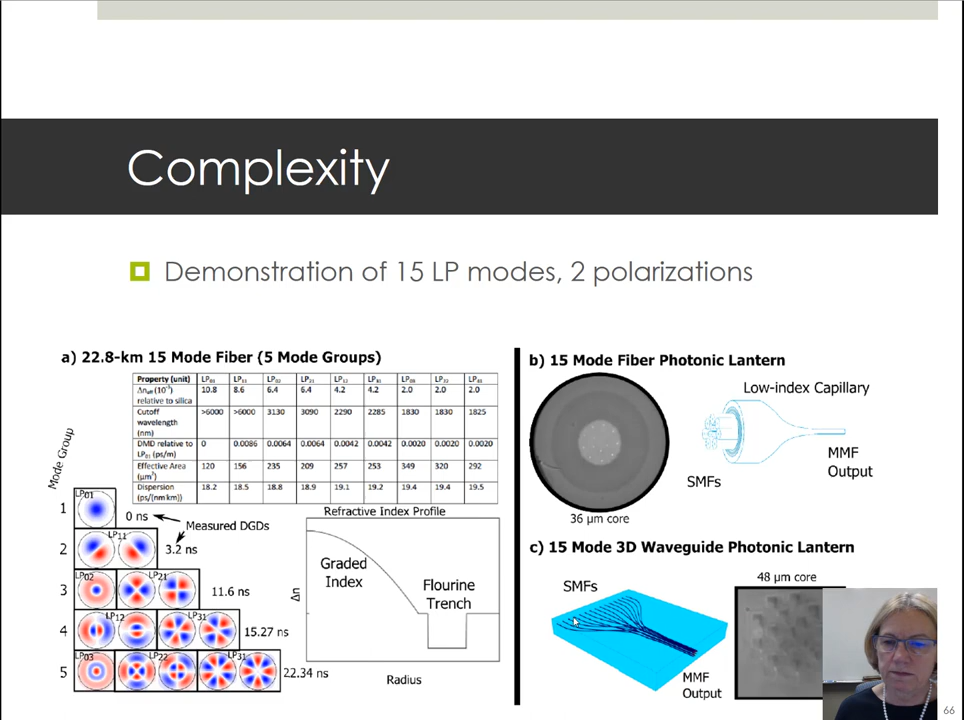 Complexity
Demonstration of 15 LP modes, 2 polarizations
a) 22.8-km 15 Mode Fiber (5 Mode Groups)
Property (unit) LP01 LP11 LP02 LP21 LP12
Δneff (10-3) relative to silica 10.8 8.6 6.4 6.4 4.2 4.2 2.0 2.0 2.0
Cutoff wavelength (nm) >6000 >6000 3130 3090 2290 2285 1830 1830 1825
DMD relative to LP01 (ps/m) 0 0.0086 0.0064 0.0064 0.0042 0.0042 0.0020 0.0020 0.0020
Effective Area (μm2) 120 156 235 209 257 253 349 320 292
Dispersion (ps/(nm km)) 18.2 18.5 18.8 18.9 19.1 19.2 19.4 19.4 19.5
Mode Group
1 LP01 0 ns
Measured DGDs
2 LP11 3.2 ns
3 LP02 LP21 11.6 ns
4 LP12 LP31 15.27 ns
5 LP03 LP22 LP31 22.34 ns
Refractive Index Profile
Graded
Index
Δn
Flourine
Trench
Radius
b) 15 Mode Fiber Photonic Lantern
Low-index Capillary
SMFs
MMF
Output
36 μm core
c) 15 Mode 3D Waveguide Photonic Lantern
48 μm core
SMFs
MMF
Output
66